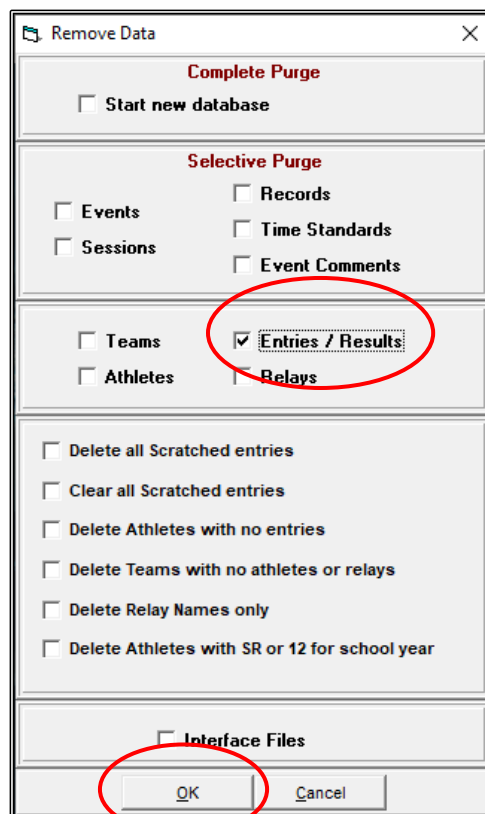 Remove Data
Complete Purge
Start new database
Selective Purge
Events
Sessions
Records
Time Standards
Event Comments
Teams
Athletes
Entries / Results
Relays
Delete all Scratched entries
Clear all Scratched entries
Delete Athletes with no entries
Delete Teams with no athletes or relays
Delete Relay Names only
Delete Athletes with SR or 12 for school year
Interface Files
OK
Cancel